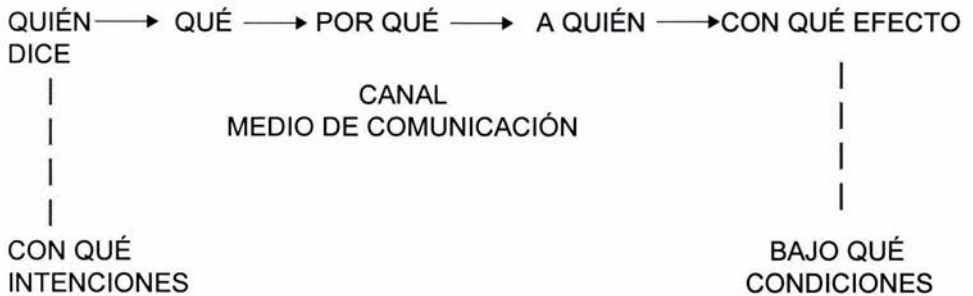 QUIÉN → QUÉ → POR QUÉ → A QUIÉN → CON QUÉ EFECTO
DICE
CANAL
MEDIO DE COMUNICACIÓN
CON QUÉ BAJO QUÉ
INTENCIONES CONDICIONES